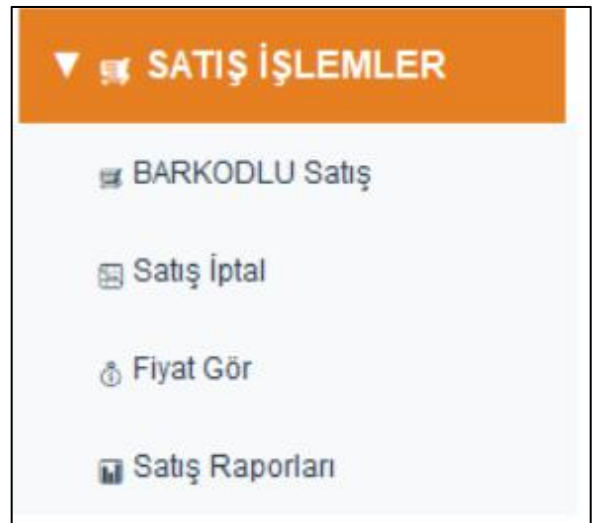 SATIŞ İŞLEMLER
BARKODLU Satış
Satış İptal
Fiyat Gör
Satış Raporları